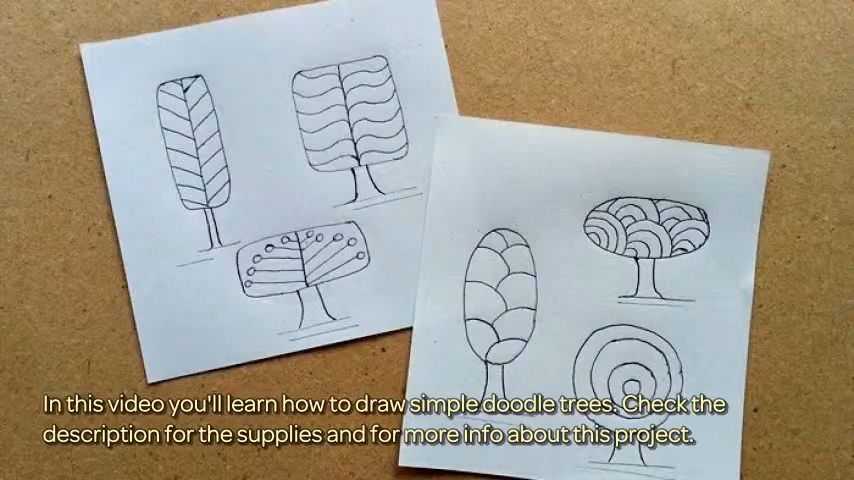 In this video you'll learn how to draw simple doodle trees. Check the
description for the supplies and for more info about this project.